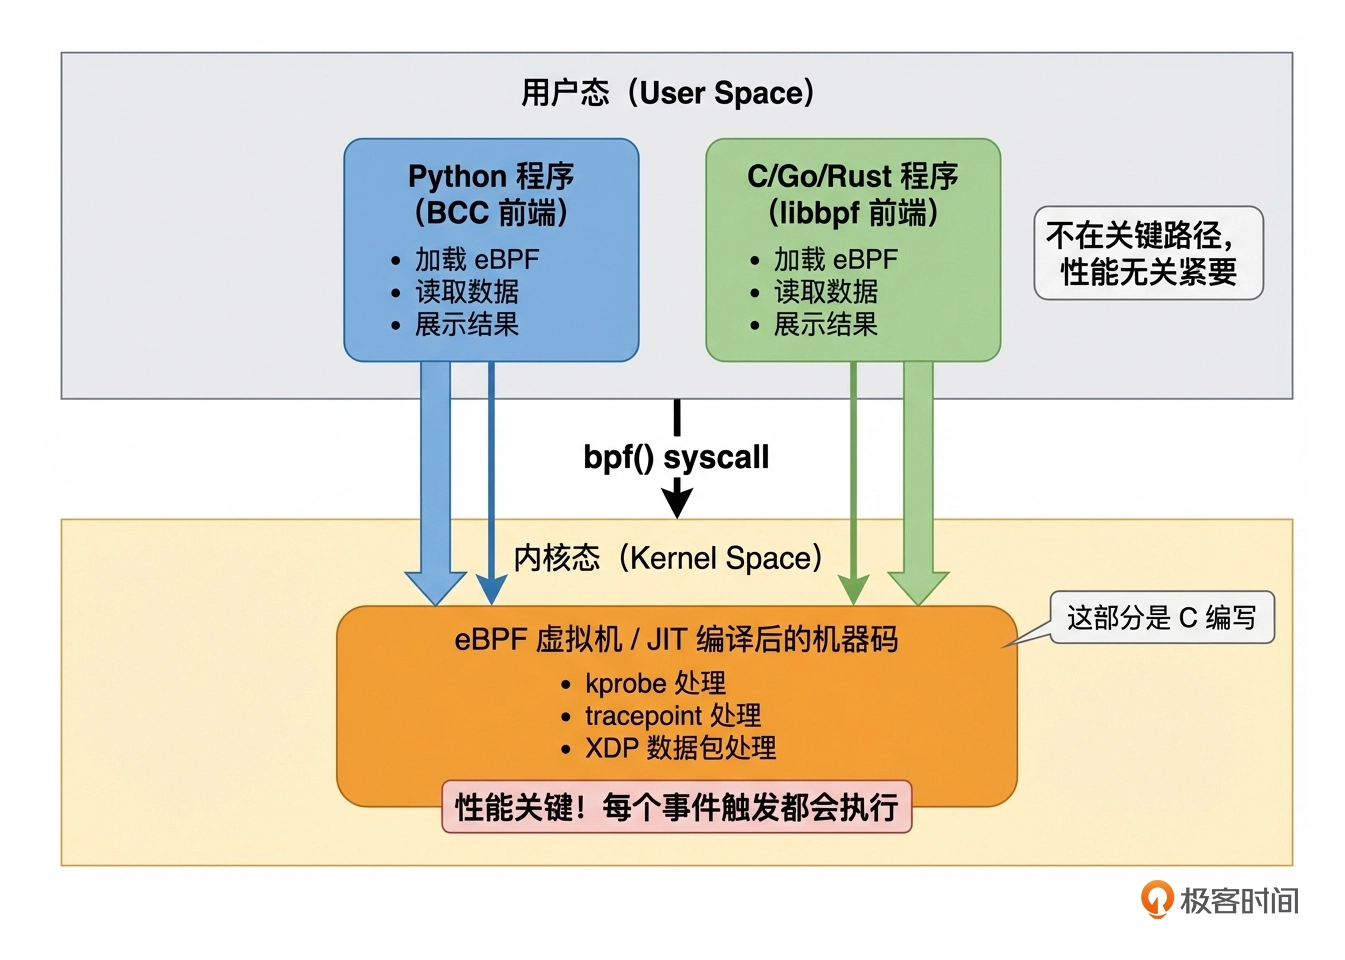 用户态（User Space）
Python 程序
（BCC 前端）
• 加载 eBPF
• 读取数据
• 展示结果
C/Go/Rust 程序
（libbpf 前端）
• 加载 eBPF
• 读取数据
• 展示结果
不在关键路径，
性能无关紧要
bpf() syscall
内核态（Kernel Space）
这部分是 C 编写
eBPF 虚拟机 / JIT 编译后的机器码
• kprobe 处理
• tracepoint 处理
• XDP 数据包处理
性能关键！每个事件触发都会执行
极客时间